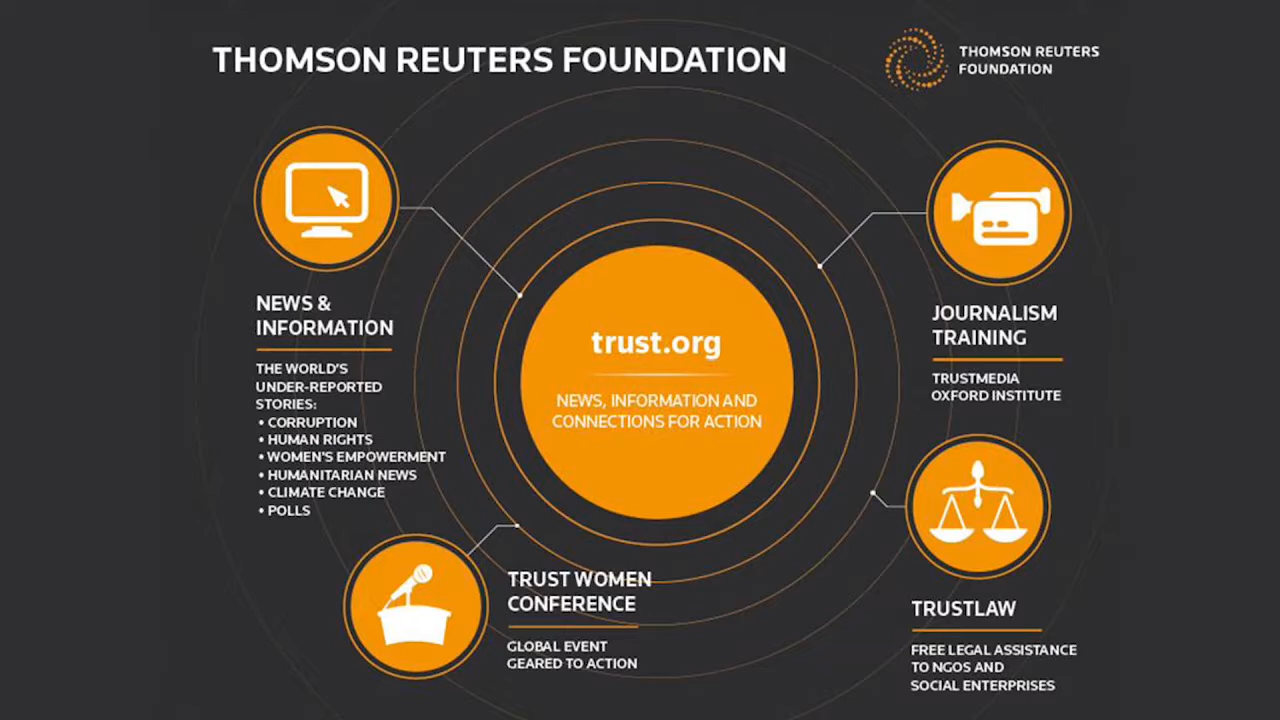 THOMSON REUTERS FOUNDATION
THOMSON REUTERS
FOUNDATION
NEWS &
INFORMATION
THE WORLD'S
UNDER-REPORTED
STORIES:
• CORRUPTION
• HUMAN RIGHTS
• WOMEN'S EMPOWERMENT
• HUMANITARIAN NEWS
• CLIMATE CHANGE
• POLLS
trust.org
NEWS, INFORMATION AND
CONNECTIONS FOR ACTION
JOURNALISM
TRAINING
TRUSTMEDIA
OXFORD INSTITUTE
TRUST WOMEN
CONFERENCE
GLOBAL EVENT
GEARED TO ACTION
TRUSTLAW
FREE LEGAL ASSISTANCE
TO NGOS AND
SOCIAL ENTERPRISES